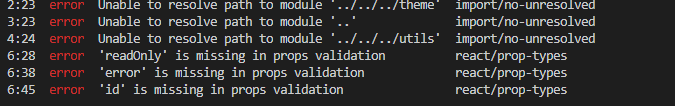 2:23 error Unable to resolve path to module '../../../theme' import/no-unresolved
3:23 error Unable to resolve path to module '..' import/no-unresolved
4:24 error Unable to resolve path to module '../../../utils' import/no-unresolved
6:28 error 'readOnly' is missing in props validation react/prop-types
6:38 error 'error' is missing in props validation react/prop-types
6:45 error 'id' is missing in props validation react/prop-types